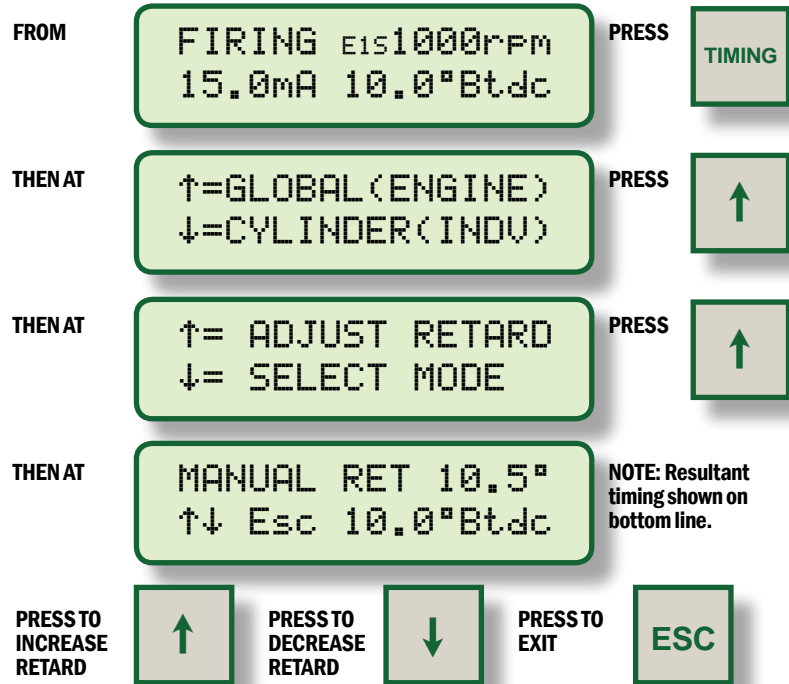 FROM
FIRING E1S1000rpm
15.0mA 10.0°Btdc
PRESS
TIMING
THEN AT
↑=GLOBAL(ENGINE)
↓=CYLINDER(INDV)
PRESS
↑
THEN AT
↑= ADJUST RETARD
↓= SELECT MODE
PRESS
↑
THEN AT
MANUAL RET 10.5°
↑↓ Esc 10.0°Btdc
NOTE: Resultant
timing shown on
bottom line.
PRESS TO
INCREASE
RETARD
↑
PRESS TO
DECREASE
RETARD
↓
PRESS TO
EXIT
ESC